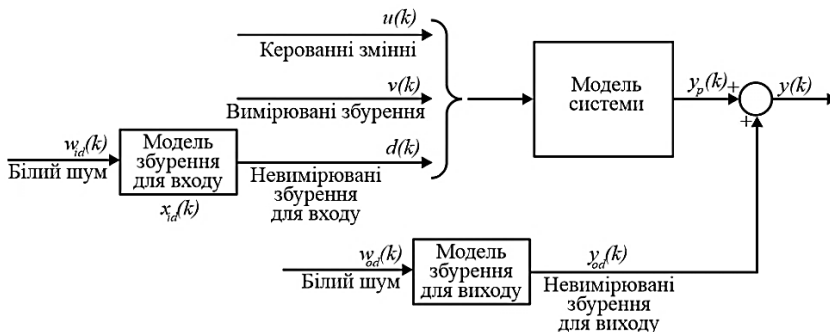 u(k)
Керованні змінні
v(k)
Вимірювані збурення
Модель
системи
y_p(k)
+
y(k)
+
w_id(k)
Білий шум
Модель
збурення
для входу
x_id(k)
d(k)
Невимірювані
збурення
для входу
w_od(k)
Білий шум
Модель
збурення
для виходу
y_od(k)
Невимірювані
збурення
для виходу